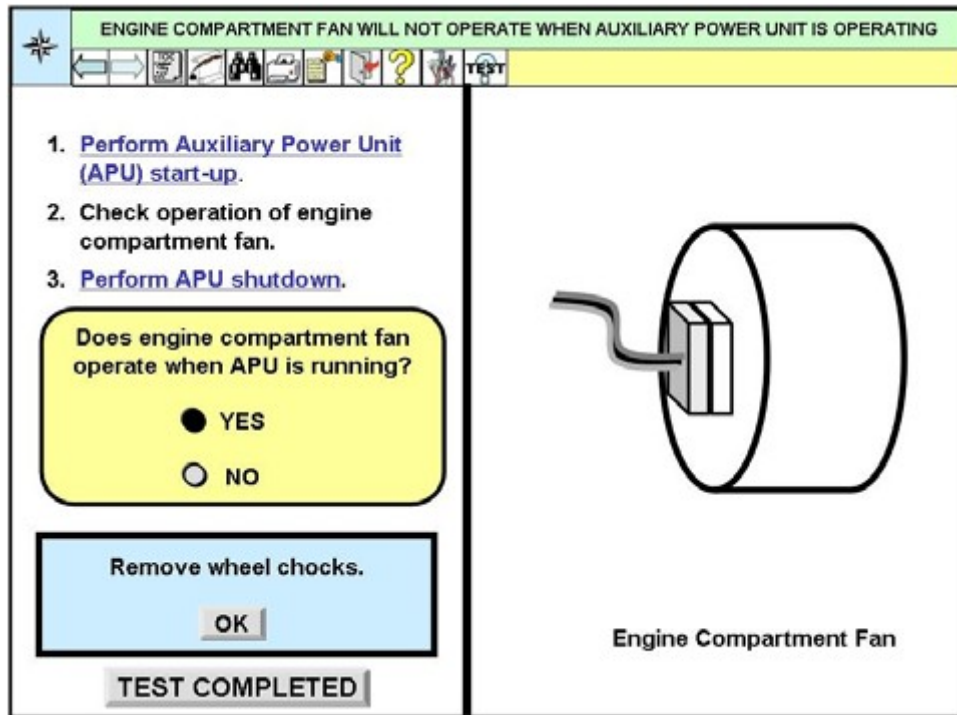 ENGINE COMPARTMENT FAN WILL NOT OPERATE WHEN AUXILIARY POWER UNIT IS OPERATING
TEST
1. Perform Auxiliary Power Unit
(APU) start-up.
2. Check operation of engine
compartment fan.
3. Perform APU shutdown.
Does engine compartment fan
operate when APU is running?
YES
NO
Remove wheel chocks.
OK
TEST COMPLETED
Engine Compartment Fan